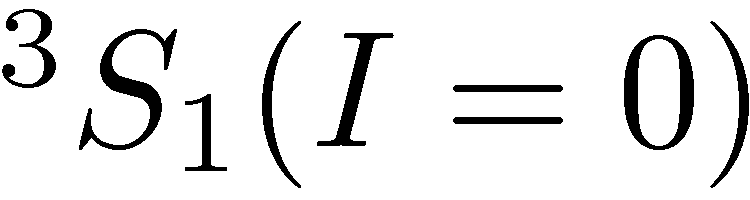 ³S₁(I = 0)